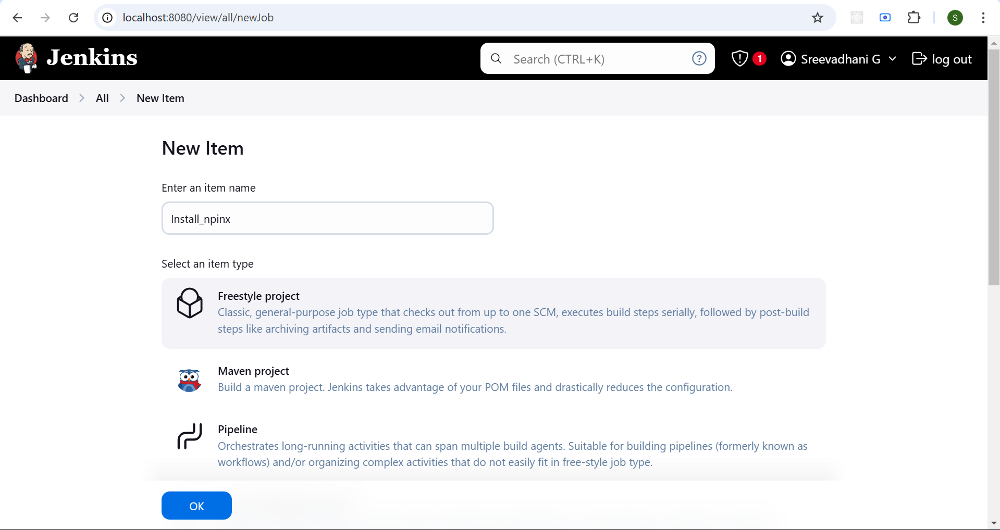 localhost:8080/view/all/newJob
S
Jenkins
Search (CTRL+K)
?
1
Sreevadhani G
log out
Dashboard > All > New Item
New Item
Enter an item name
Install_npinx
Select an item type
Freestyle project
Classic, general-purpose job type that checks out from up to one SCM, executes build steps serially, followed by post-build
steps like archiving artifacts and sending email notifications.
Maven project
Build a maven project. Jenkins takes advantage of your POM files and drastically reduces the configuration.
Pipeline
Orchestrates long-running activities that can span multiple build agents. Suitable for building pipelines (formerly known as
workflows) and/or organizing complex activities that do not easily fit in free-style job type.
OK